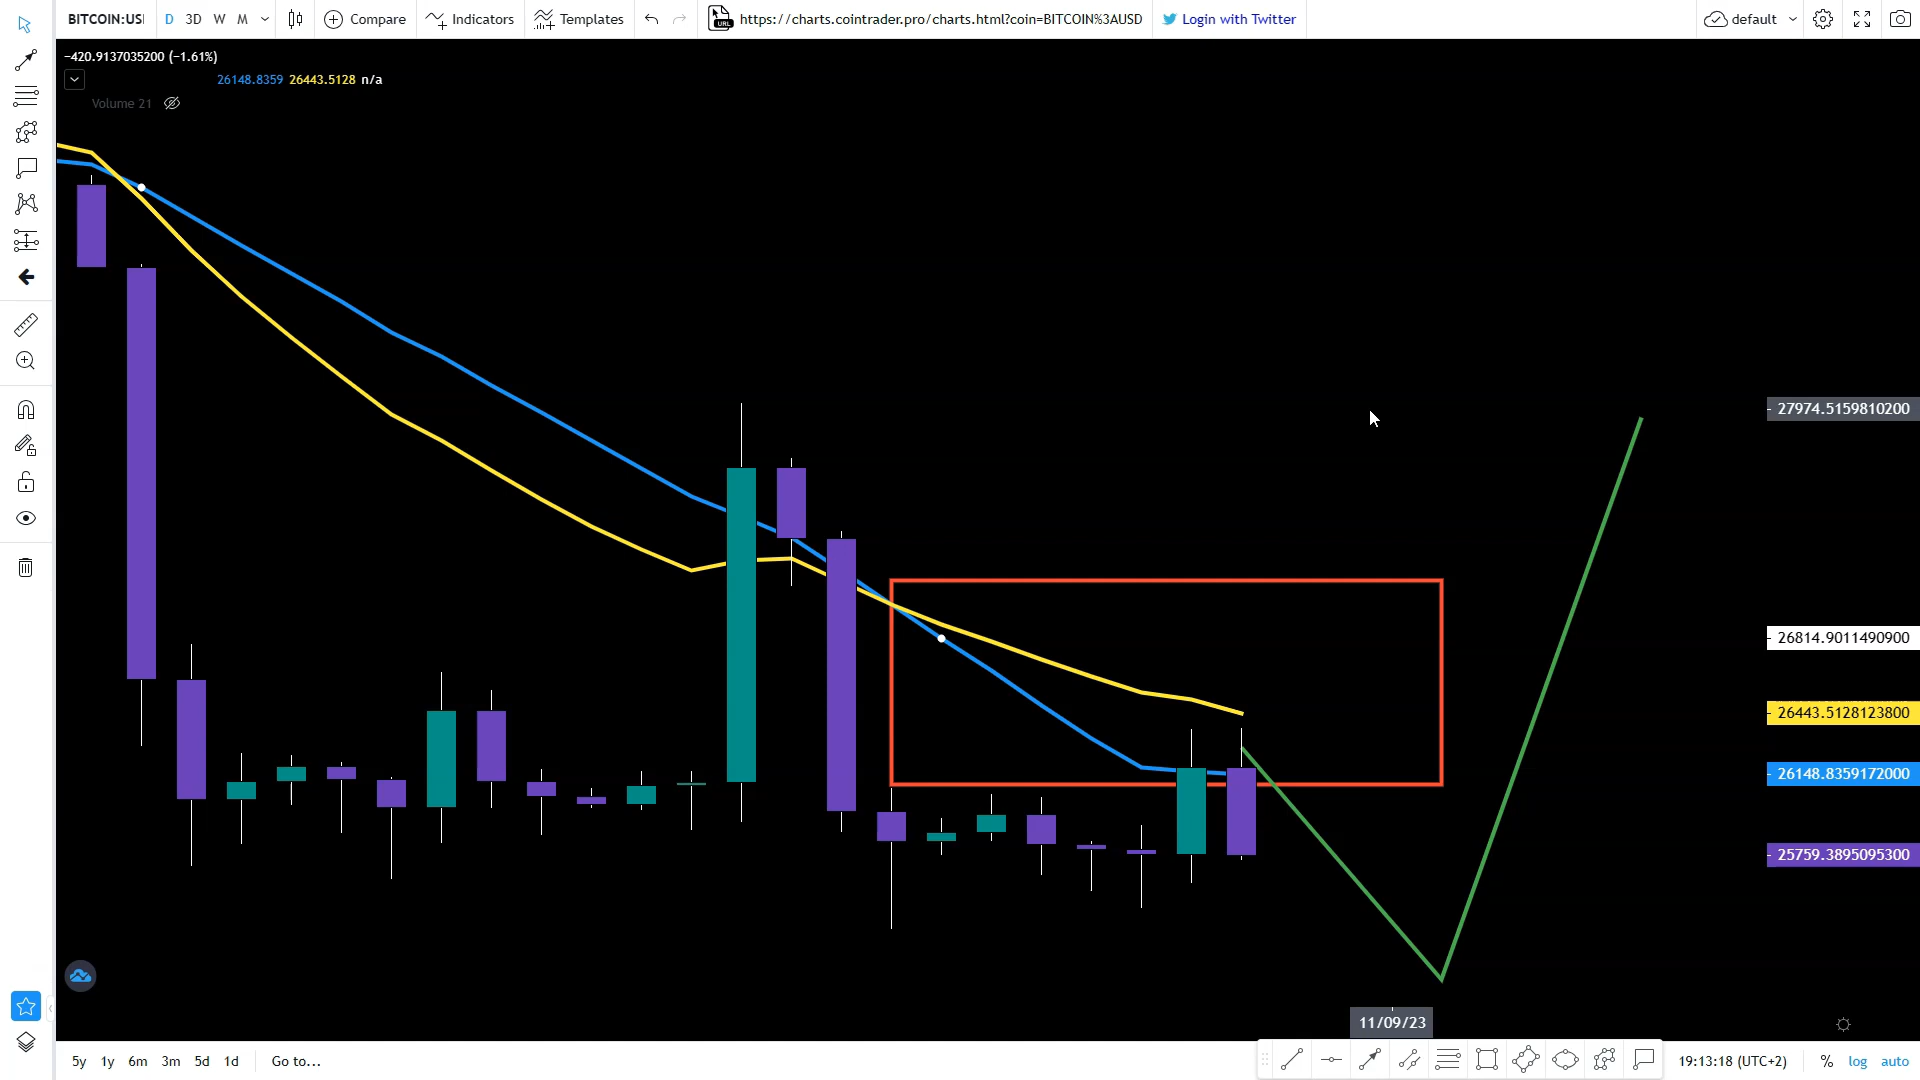 BITCOIN:US
D 3D W M
Compare
Indicators
Templates
URL
https://charts.cointrader.pro/charts.html?coin=BITCOIN%3AUSD
Login with Twitter
default
−420.9137035200 (−1.61%)
26148.8359 26443.5128 n/a
Volume 21
27974.5159810200
26814.9011490900
26443.5128123800
26148.8359172000
25759.3895095300
11/09/23
5y 1y 6m 3m 5d 1d Go to...
19:13:18 (UTC+2) % log auto